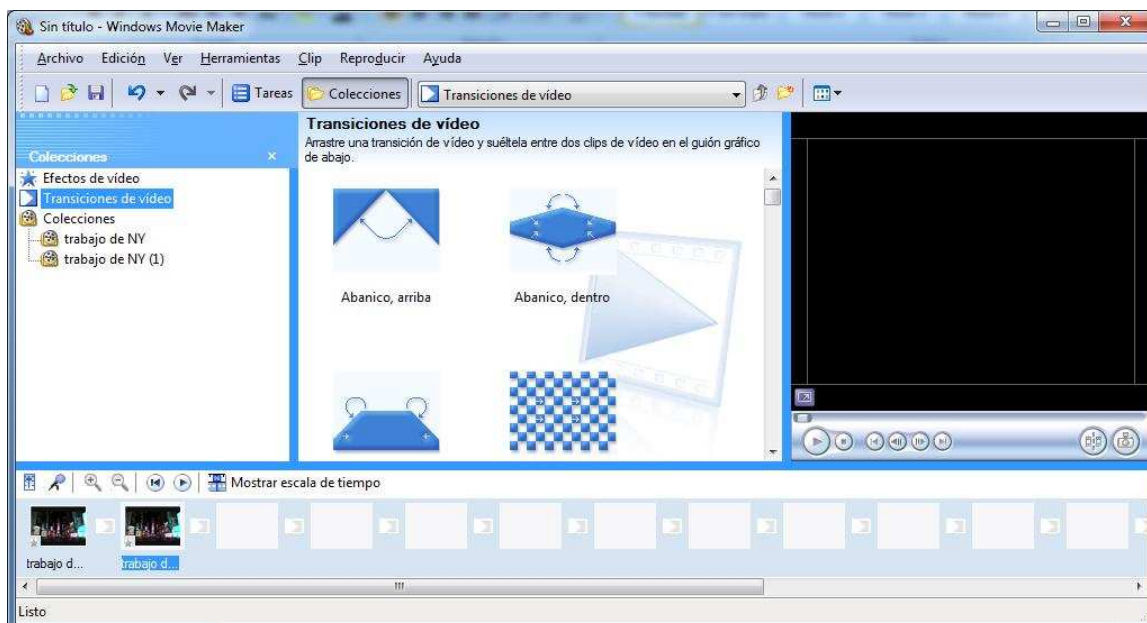 Sin título - Windows Movie Maker
Archivo Edición Ver Herramientas Clip Reproducir Ayuda
Tareas Colecciones Transiciones de vídeo
Colecciones
Efectos de vídeo
Transiciones de vídeo
Colecciones
trabajo de NY
trabajo de NY (1)
Transiciones de vídeo
Arrastre una transición de vídeo y suéltela entre dos clips de vídeo en el guión gráfico
de abajo.
Abanico, arriba Abanico, dentro
Mostrar escala de tiempo
trabajo d... trabajo d...
Listo